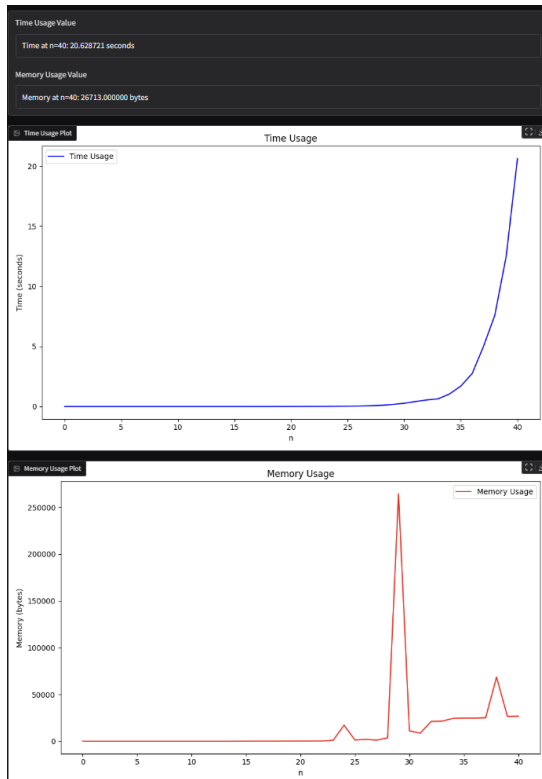 Time Usage Value
Time at n=40: 20.628721 seconds
Memory Usage Value
Memory at n=40: 26713.000000 bytes
Time Usage Plot
Time Usage
Time Usage
20
15
10
5
0
Time (seconds)
0 5 10 15 20 25 30 35 40
n
Memory Usage Plot
Memory Usage
Memory Usage
250000
200000
150000
100000
50000
0
Memory (bytes)
0 5 10 15 20 25 30 35 40
n